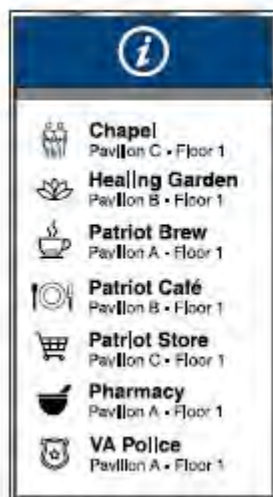 i
Chapel
Pavilion C • Floor 1
Healing Garden
Pavilion B • Floor 1
Patriot Brew
Pavilion A • Floor 1
Patriot Café
Pavilion B • Floor 1
Patriot Store
Pavilion C • Floor 1
Pharmacy
Pavilion A • Floor 1
VA Police
Pavilion A • Floor 1